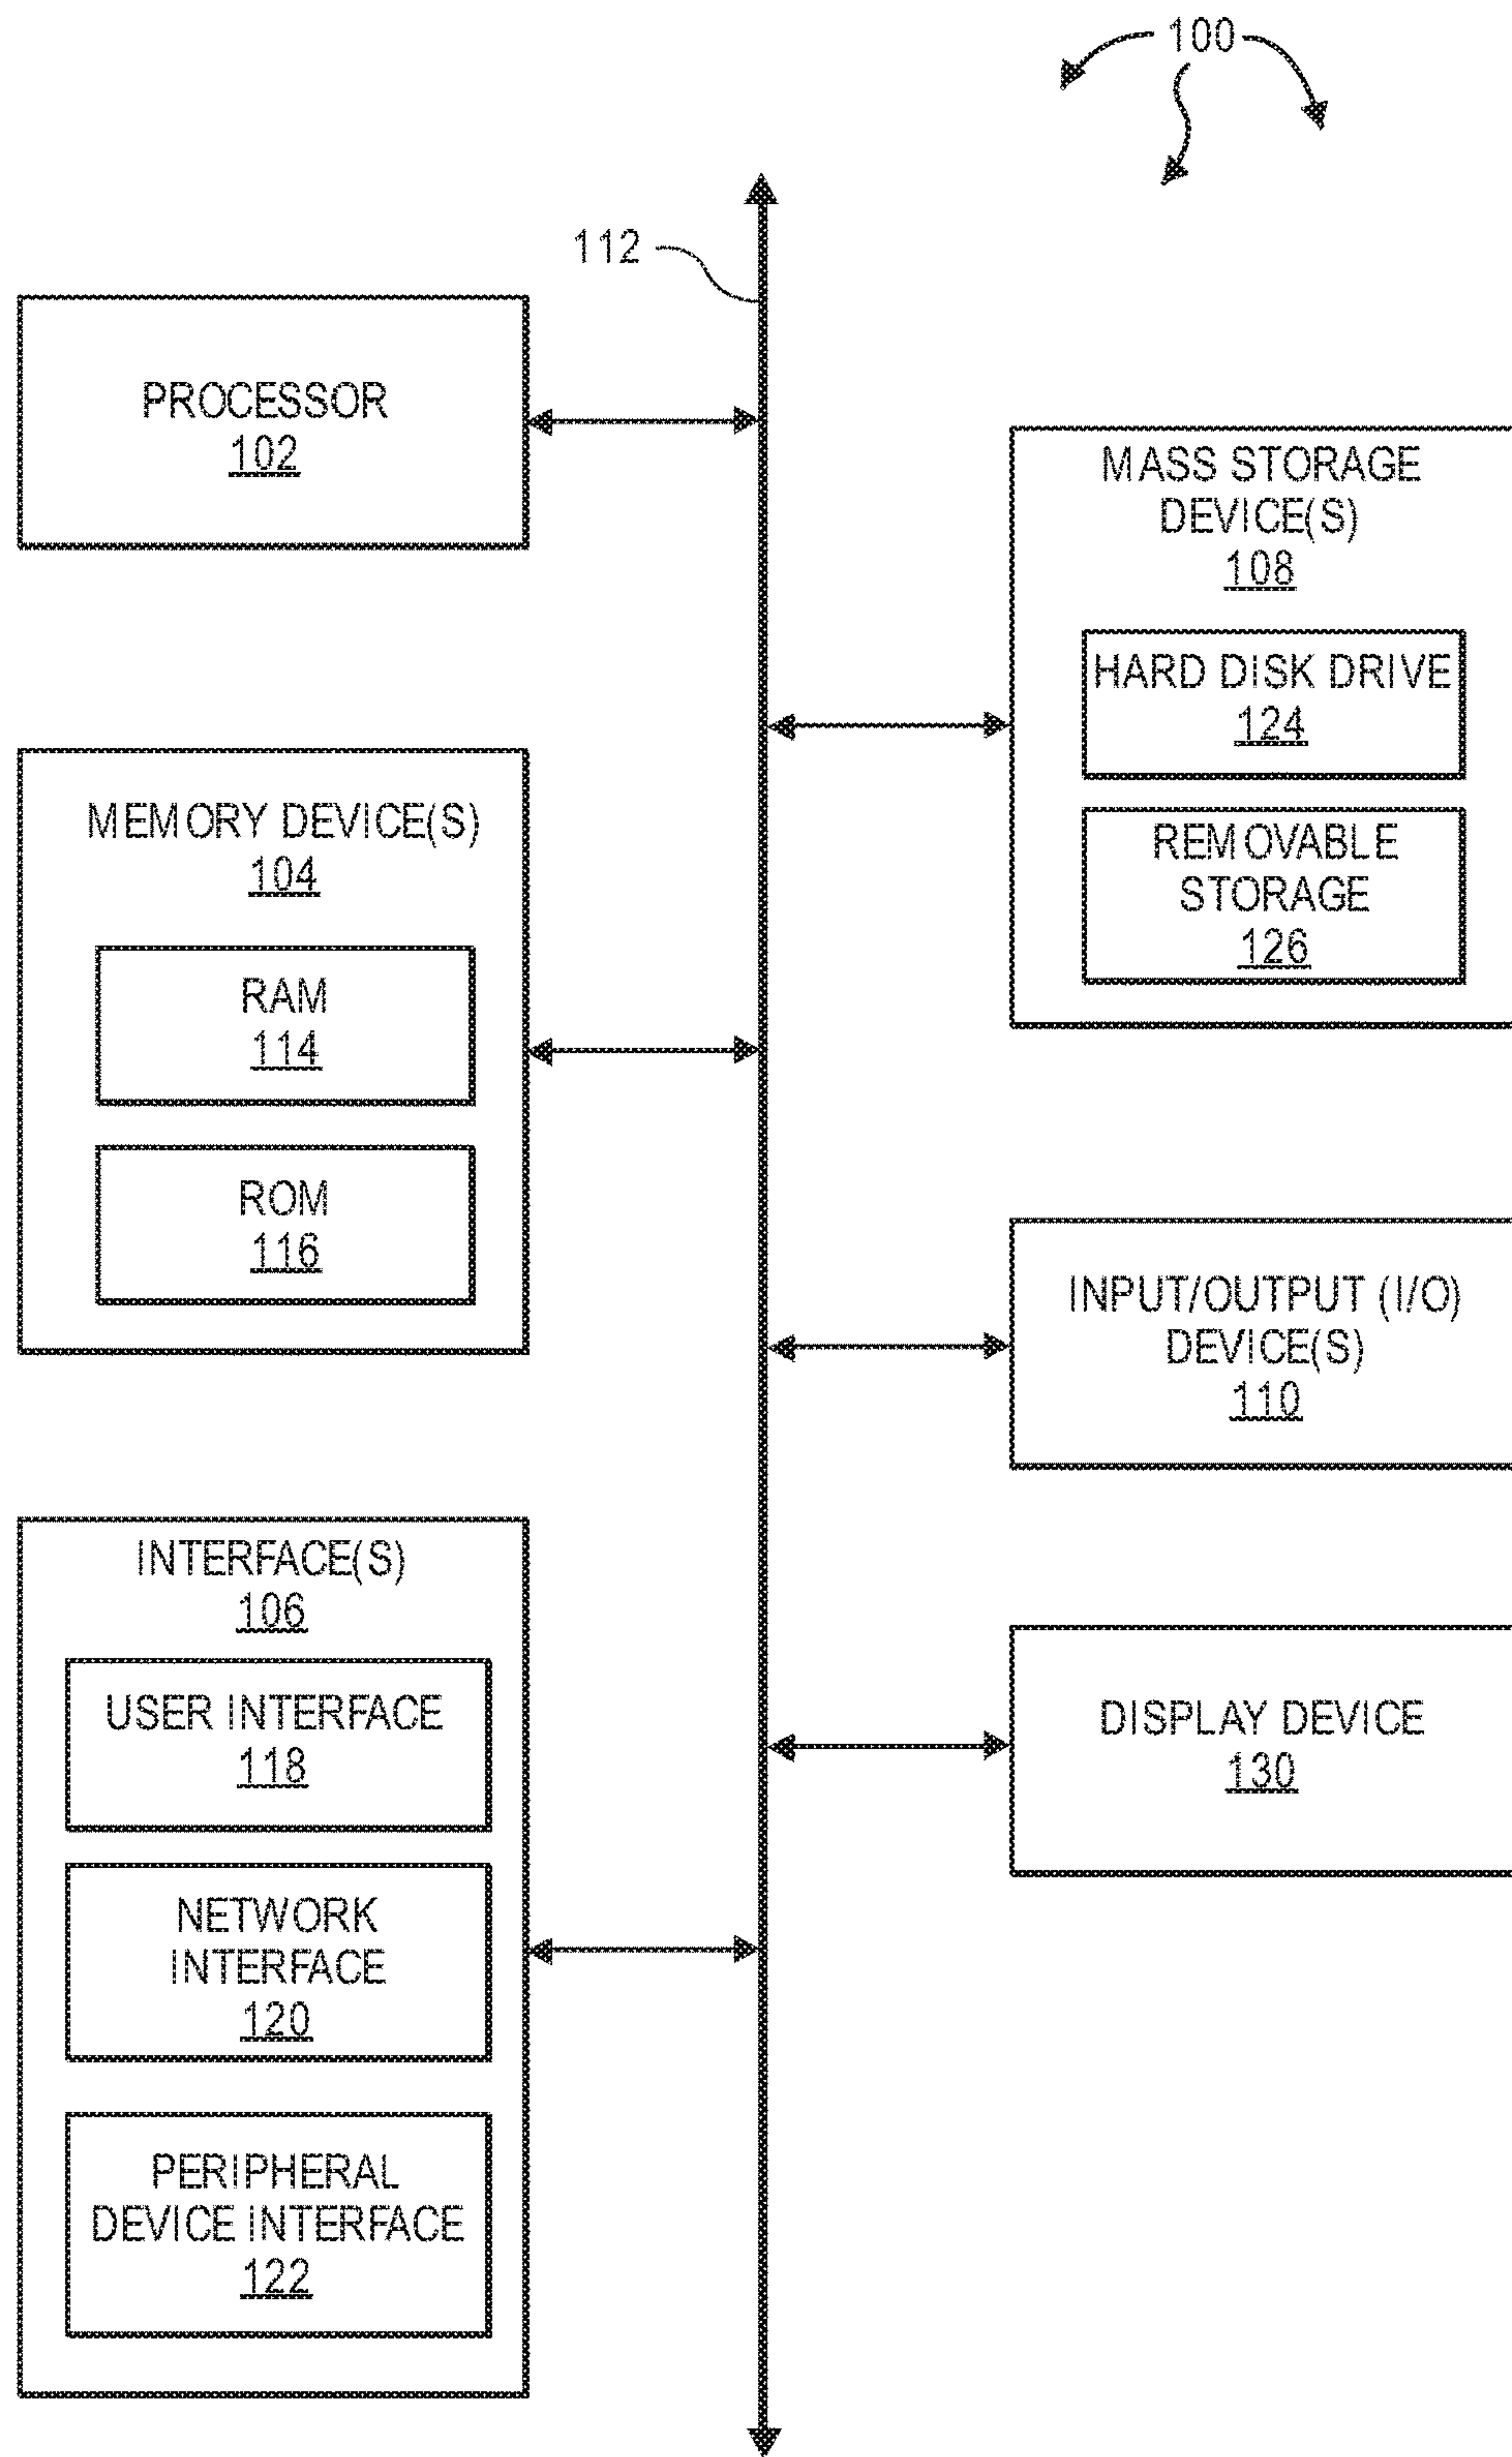 100
112
PROCESSOR
102
MEMORY DEVICE(S)
104
RAM
114
ROM
116
INTERFACE(S)
106
USER INTERFACE
118
NETWORK
INTERFACE
120
PERIPHERAL
DEVICE INTERFACE
122
MASS STORAGE
DEVICE(S)
108
HARD DISK DRIVE
124
REMOVABLE
STORAGE
126
INPUT/OUTPUT (I/O)
DEVICE(S)
110
DISPLAY DEVICE
130